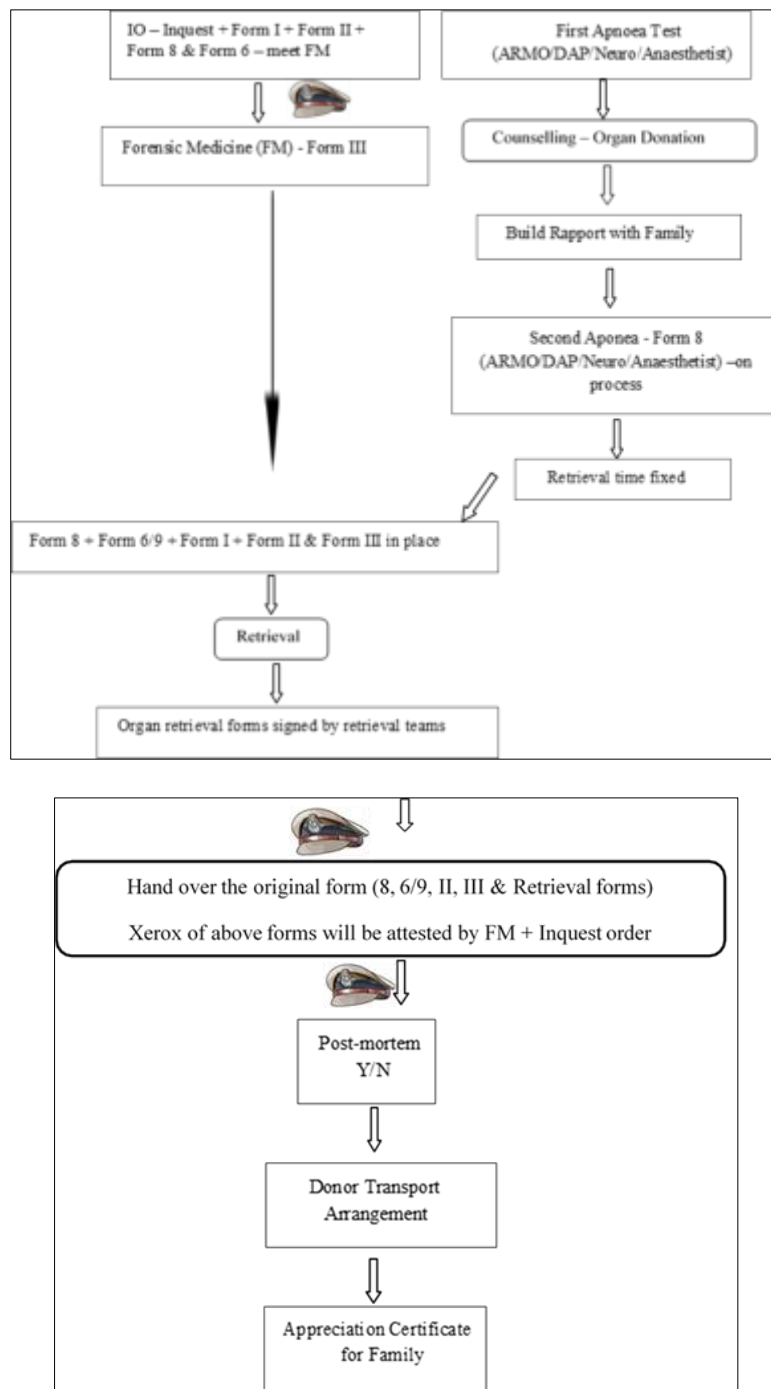 IO – Inquest + Form I + Form II +
Form 8 & Form 6 – meet FM
Forensic Medicine (FM) - Form III
First Apnoea Test
(ARMO/DAP/Neuro/Anaesthetist)
Counselling – Organ Donation
Build Rapport with Family
Second Aponea - Form 8
(ARMO/DAP/Neuro/Anaesthetist) –on
process
Retrieval time fixed
Form 8 + Form 6/9 + Form I + Form II & Form III in place
Retrieval
Organ retrieval forms signed by retrieval teams
Hand over the original form (8, 6/9, II, III & Retrieval forms)
Xerox of above forms will be attested by FM + Inquest order
Post-mortem
Y/N
Donor Transport
Arrangement
Appreciation Certificate
for Family